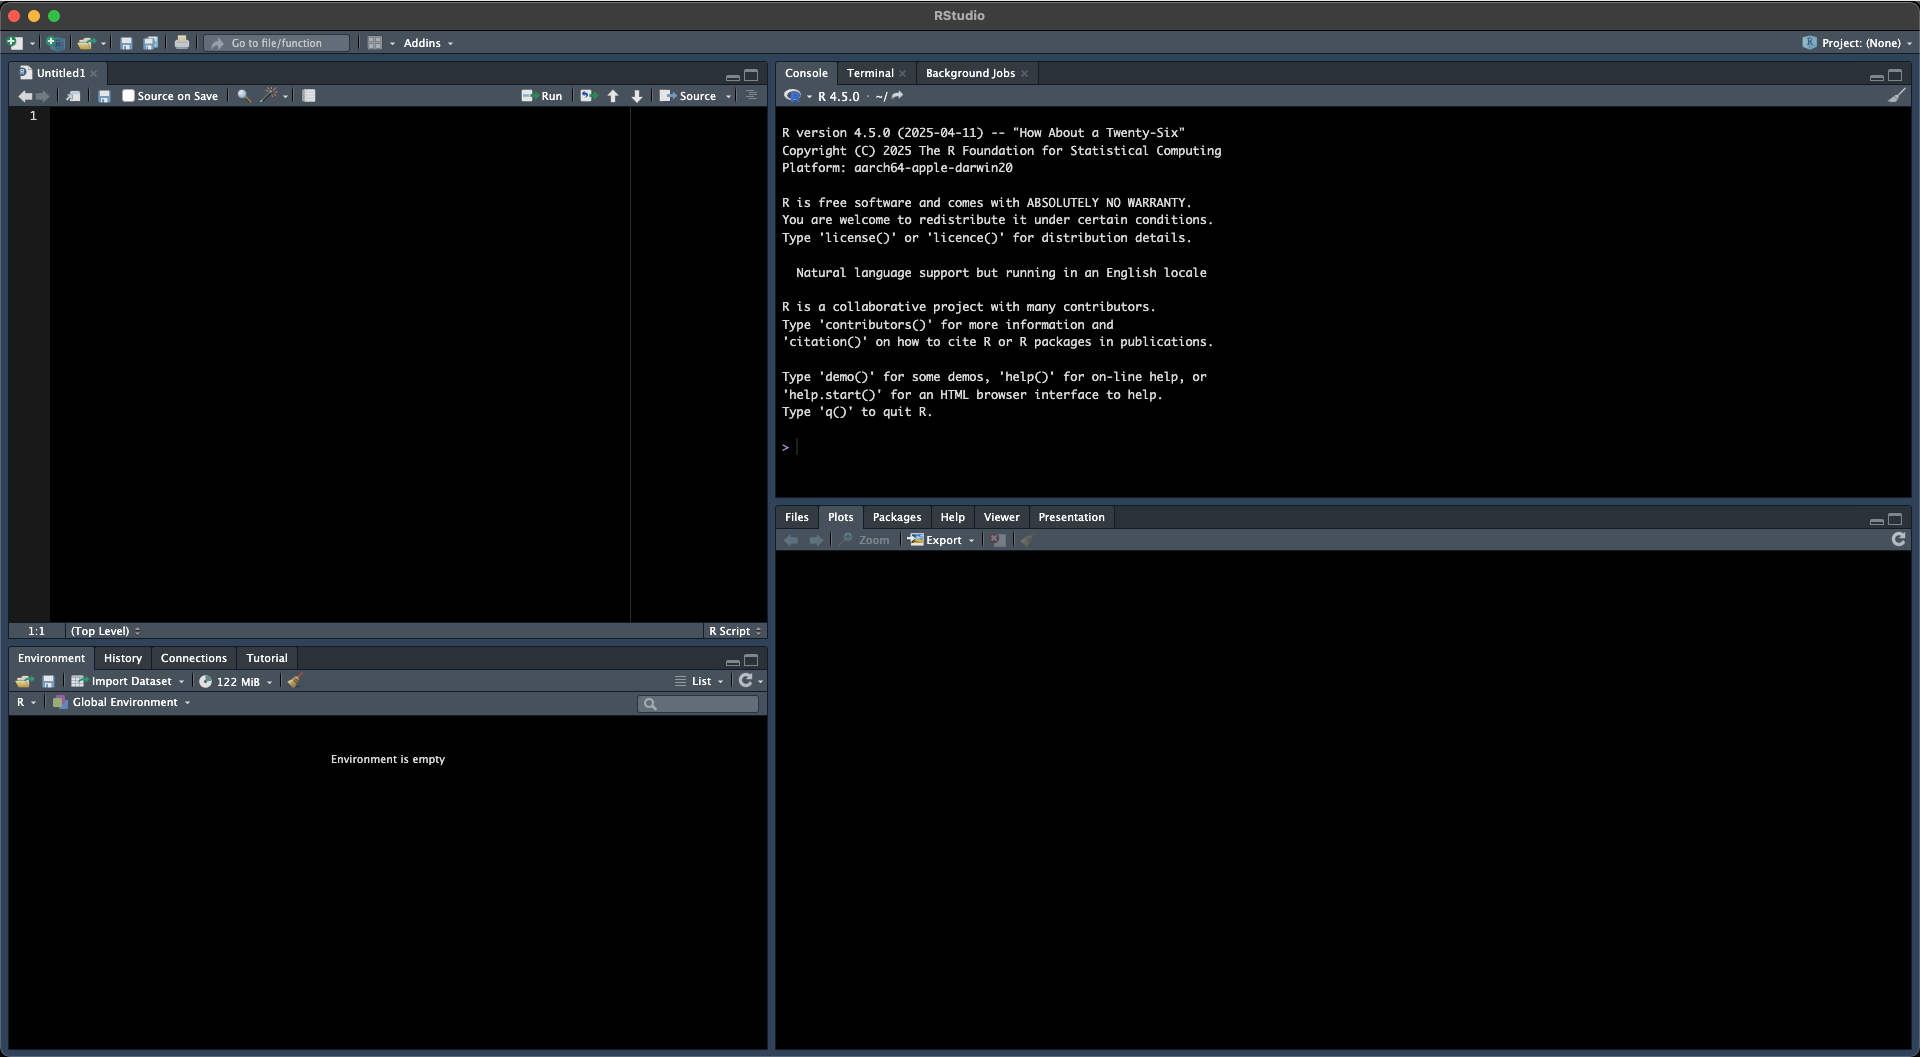 RStudio
Go to file/function
Addins
Project: (None)
Untitled1
Source on Save
Run
Source
1
1:1
(Top Level)
R Script
Environment
History
Connections
Tutorial
Import Dataset
122 MiB
List
R
Global Environment
Environment is empty
Console
Terminal
Background Jobs
R 4.5.0 · ~/
R version 4.5.0 (2025-04-11) -- "How About a Twenty-Six"
Copyright (C) 2025 The R Foundation for Statistical Computing
Platform: aarch64-apple-darwin20
R is free software and comes with ABSOLUTELY NO WARRANTY.
You are welcome to redistribute it under certain conditions.
Type 'license()' or 'licence()' for distribution details.
Natural language support but running in an English locale
R is a collaborative project with many contributors.
Type 'contributors()' for more information and
'citation()' on how to cite R or R packages in publications.
Type 'demo()' for some demos, 'help()' for on-line help, or
'help.start()' for an HTML browser interface to help.
Type 'q()' to quit R.
>
Files
Plots
Packages
Help
Viewer
Presentation
Zoom
Export